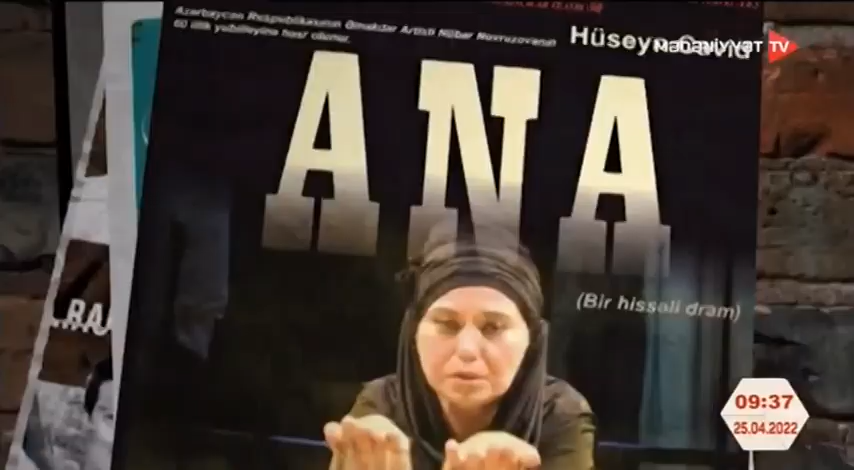 Azərbaycan Respublikasının Əməkdar Artisti Nübar Novruzovanın
60 illik yubileyinə həsr olunur.
Hüseyn Cavid
Mənəviyyat TV
ANA
(Bir hissəli dram)
09:37
25.04.2022